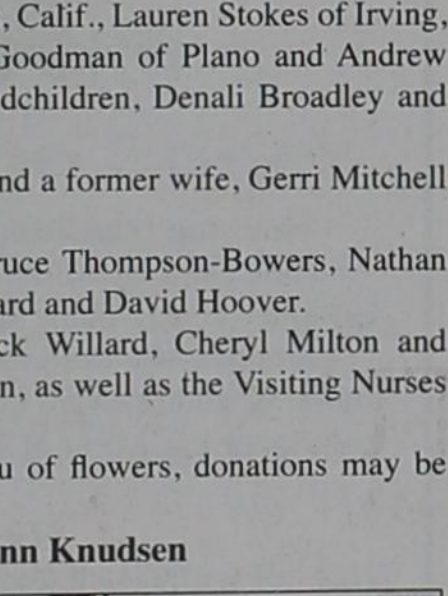 , Calif., Lauren Stokes of Irving,
Goodman of Plano and Andrew
dchildren, Denali Broadley and
nd a former wife, Gerri Mitchell
ruce Thompson-Bowers, Nathan
ard and David Hoover.
ck Willard, Cheryl Milton and
n, as well as the Visiting Nurses
u of flowers, donations may be
nn Knudsen